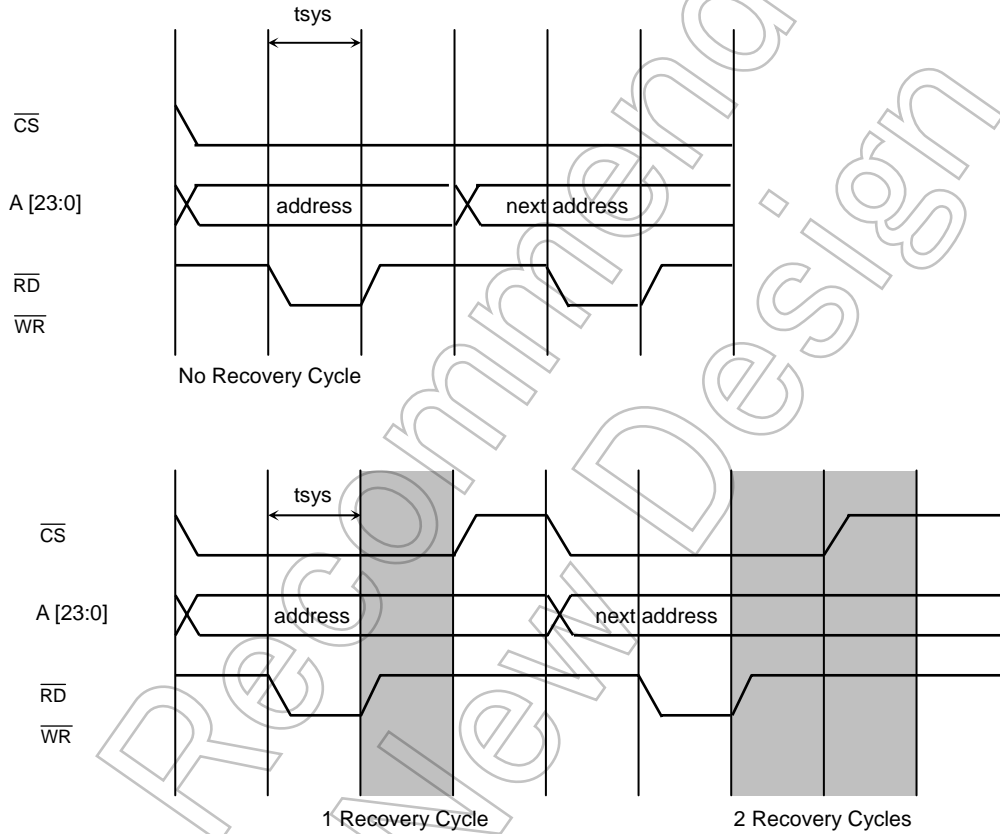 tsys
CS
A [23:0]
address
next address
RD
WR
No Recovery Cycle
tsys
CS
A [23:0]
address
next address
RD
WR
1 Recovery Cycle
2 Recovery Cycles
Recommend
New Design